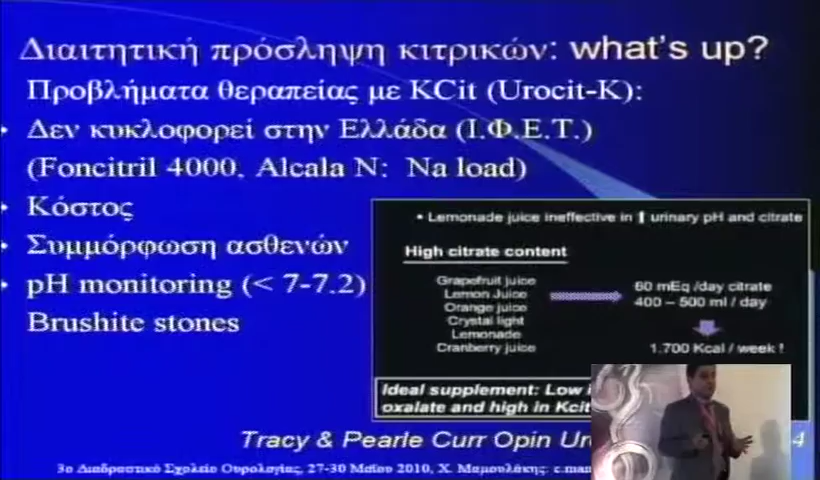 Διαιτητική πρόσληψη κιτρικών: what's up?
Προβλήματα θεραπείας με KCit (Urocit-K):
• Δεν κυκλοφορεί στην Ελλάδα (Ι.Φ.Ε.Τ.)
(Foncitril 4000, Alcala N: Na load)
• Κόστος
• Συμμόρφωση ασθενών
• pH monitoring (< 7-7.2)
Brushite stones
• Lemonade juice ineffective in ⬆ urinary pH and citrate
High citrate content
Grapefruit juice
Lemon Juice
Orange juice
Crystal light
Lemonade
Cranberry juice
60 mEq /day citrate
400 – 500 ml / day
1.700 Kcal / week !
Ideal supplement: Low
oxalate and high in Kcit
Tracy & Pearle Curr Opin 4
3ο Διαδραστικό Σχολείο Ουρολογίας, 27-30 Μαΐου 2010, Χ. Μαμουλάκης: